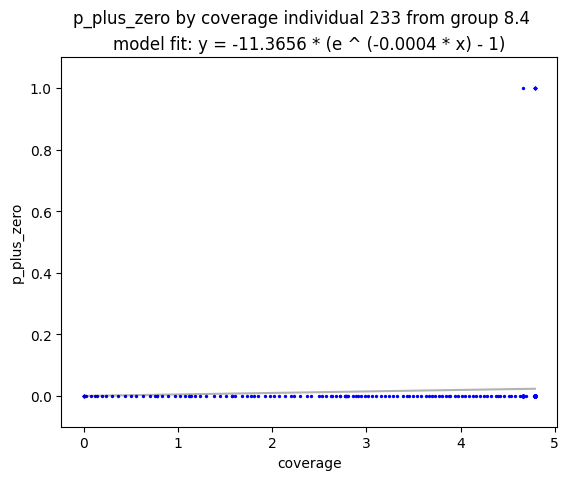 p_plus_zero by coverage individual 233 from group 8.4
model fit: y = -11.3656 * (e ^ (-0.0004 * x) - 1)
1.0
0.8
0.6
0.4
0.2
0.0
p_plus_zero
0 1 2 3 4 5
coverage